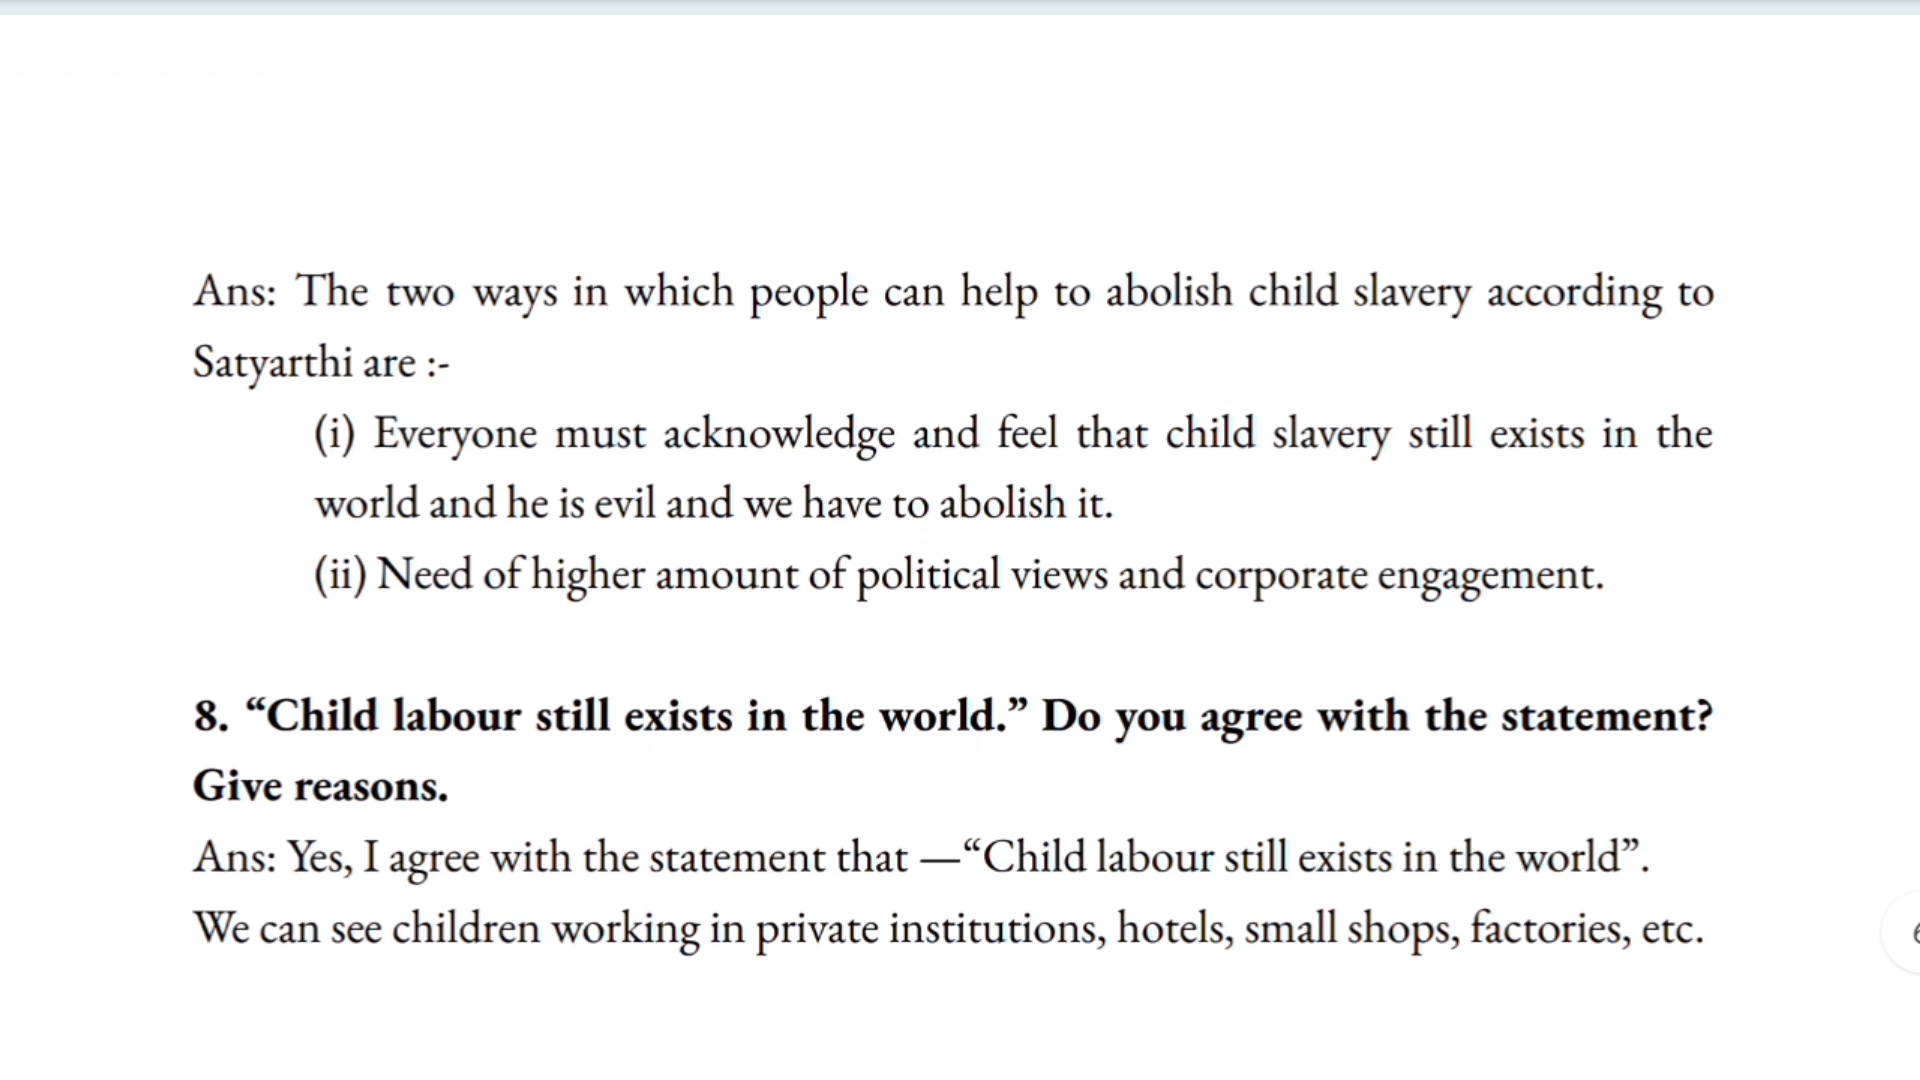 Ans: The two ways in which people can help to abolish child slavery according to
Satyarthi are :-
(i) Everyone must acknowledge and feel that child slavery still exists in the
world and he is evil and we have to abolish it.
(ii) Need of higher amount of political views and corporate engagement.
8. “Child labour still exists in the world.” Do you agree with the statement?
Give reasons.
Ans: Yes, I agree with the statement that —“Child labour still exists in the world”.
We can see children working in private institutions, hotels, small shops, factories, etc.